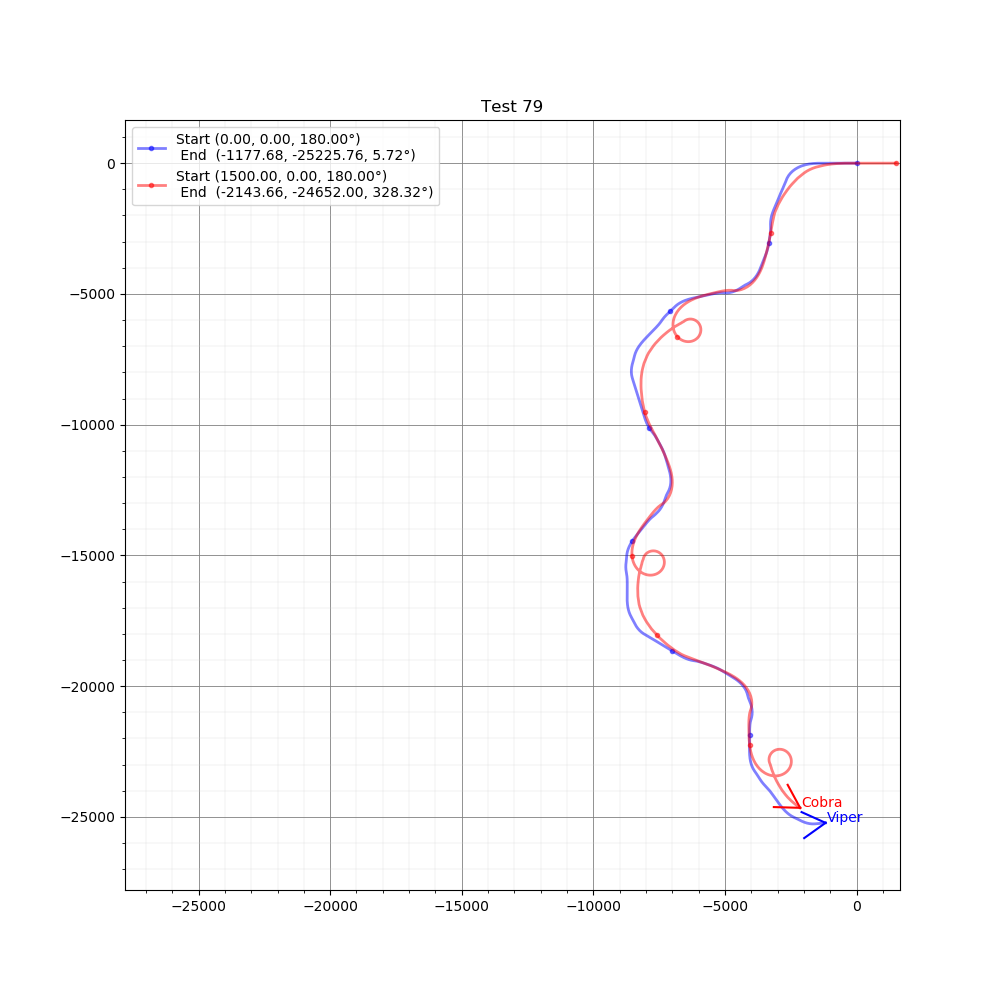 Test 79
Start (0.00, 0.00, 180.00°)
End  (-1177.68, -25225.76, 5.72°)
Start (1500.00, 0.00, 180.00°)
End  (-2143.66, -24652.00, 328.32°)
0
−5000
−10000
−15000
−20000
−25000
Cobra
Viper
−25000 −20000 −15000 −10000 −5000 0